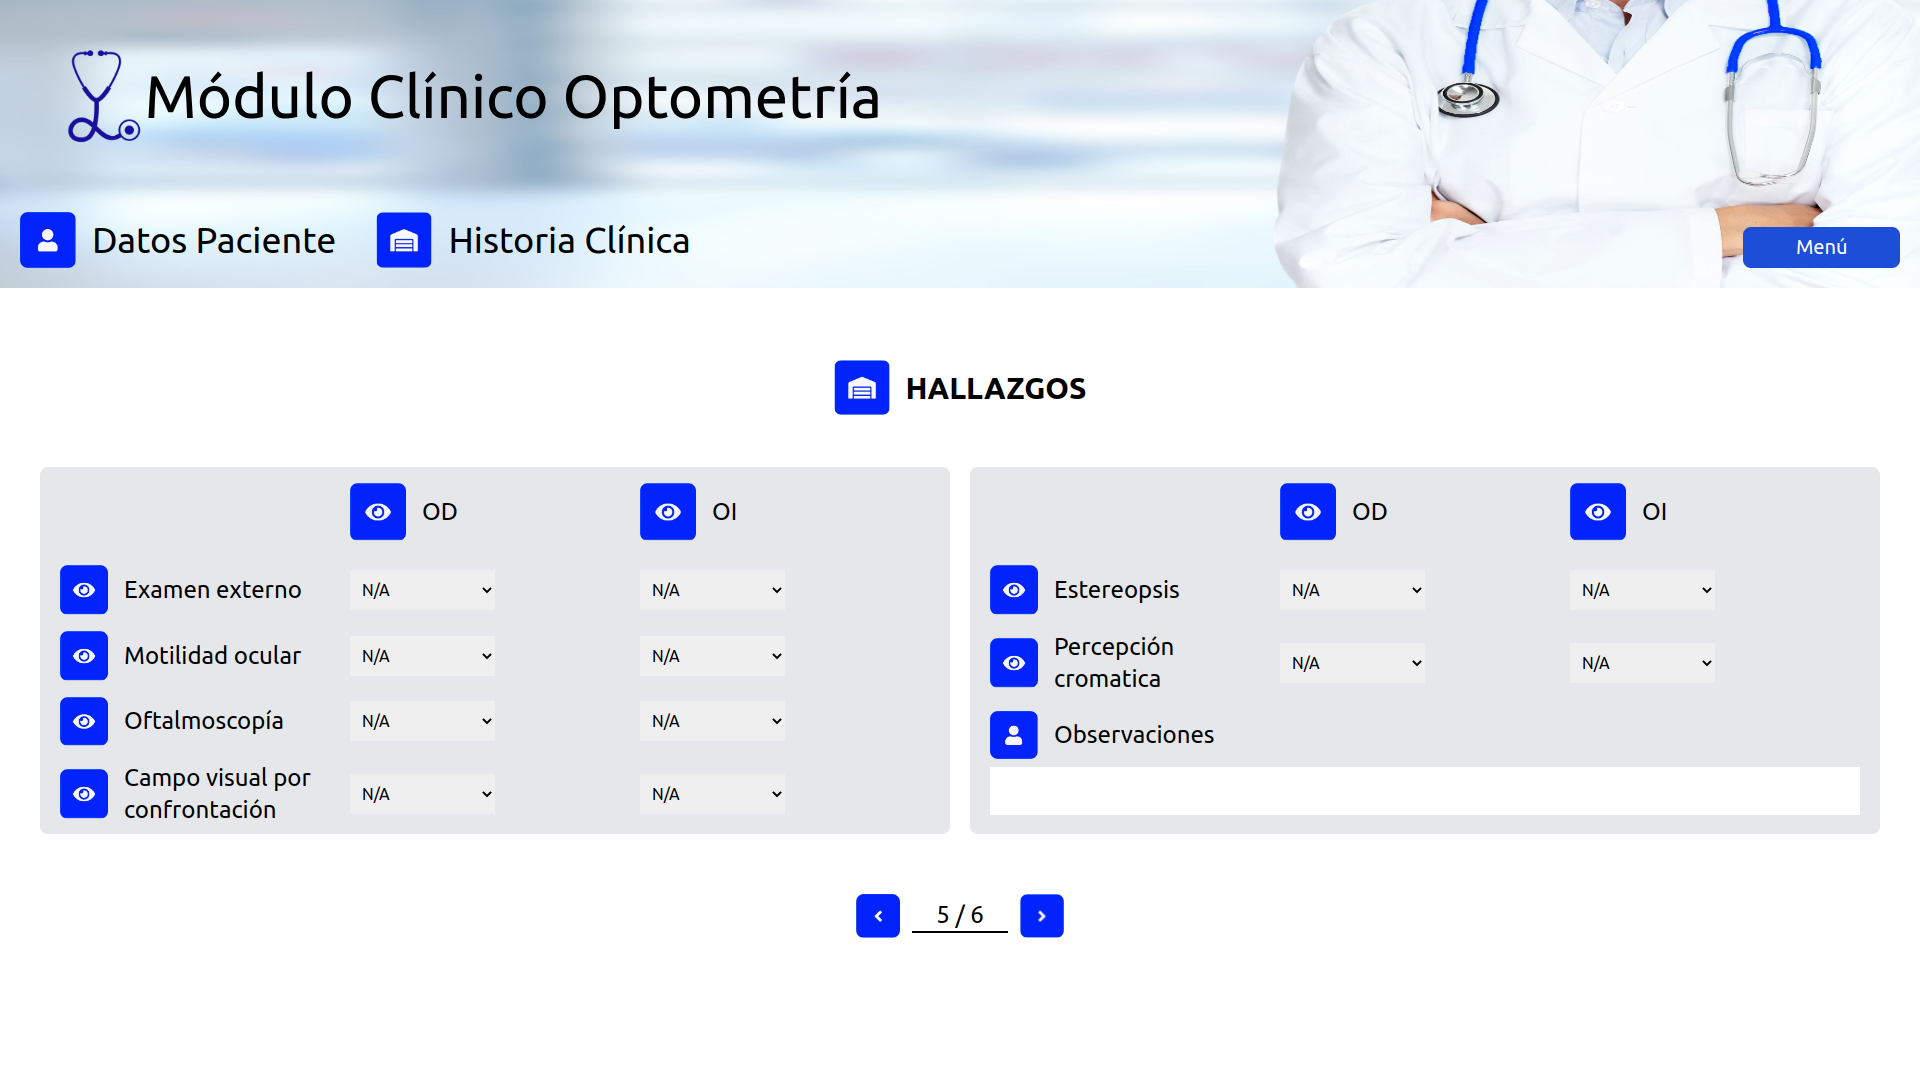 Módulo Clínico Optometría
Datos Paciente
Historia Clínica
Menú
HALLAZGOS
OD
OI
Examen externo
N/A
N/A
Motilidad ocular
N/A
N/A
Oftalmoscopía
N/A
N/A
Campo visual por
confrontación
N/A
N/A
OD
OI
Estereopsis
N/A
N/A
Percepción
cromatica
N/A
N/A
Observaciones
5 / 6